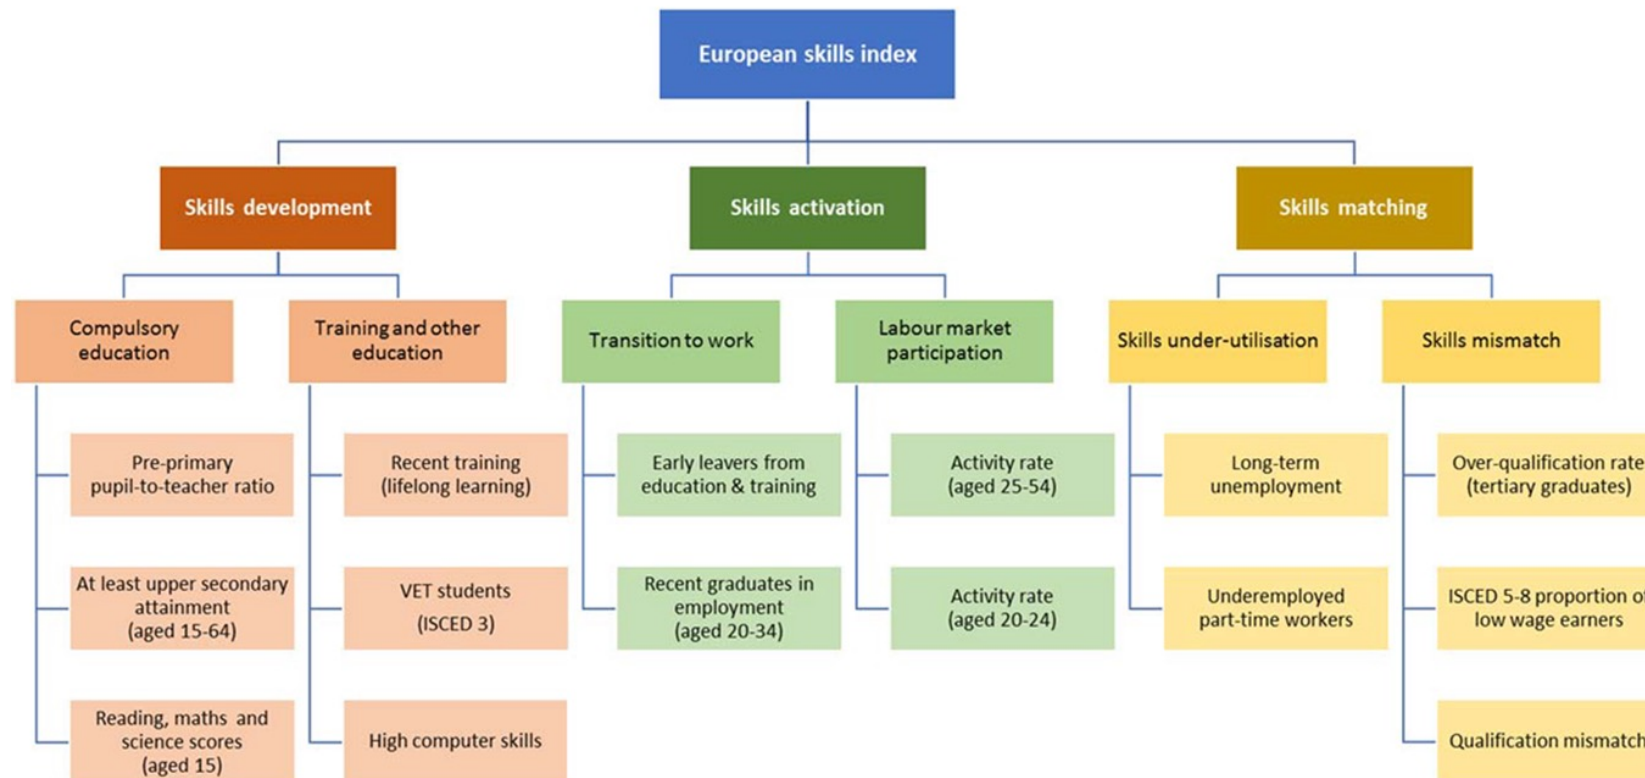 European skills index
Skills development
Skills activation
Skills matching
Compulsory
education
Training and other
education
Transition to work
Labour market
participation
Skills under-utilisation
Skills mismatch
Pre-primary
pupil-to-teacher ratio
Recent training
(lifelong learning)
Early leavers from
education & training
Activity rate
(aged 25-54)
Long-term
unemployment
Over-qualification rate
(tertiary graduates)
At least upper secondary
attainment
(aged 15-64)
VET students
(ISCED 3)
Recent graduates in
employment
(aged 20-34)
Activity rate
(aged 20-24)
Underemployed
part-time workers
ISCED 5-8 proportion of
low wage earners
Reading, maths and
science scores
(aged 15)
High computer skills
Qualification mismatch